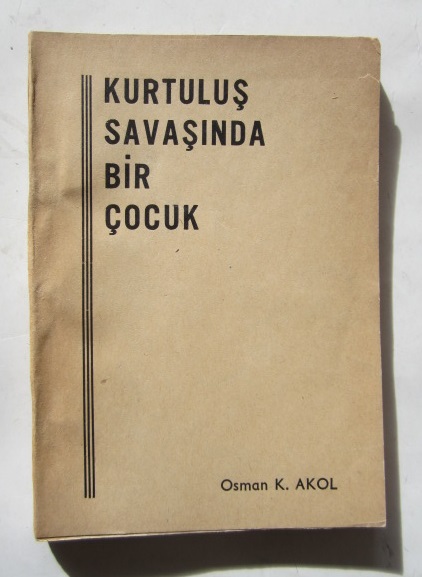 KURTULUŞ
SAVAŞINDA
BİR
ÇOCUK
Osman K. AKOL